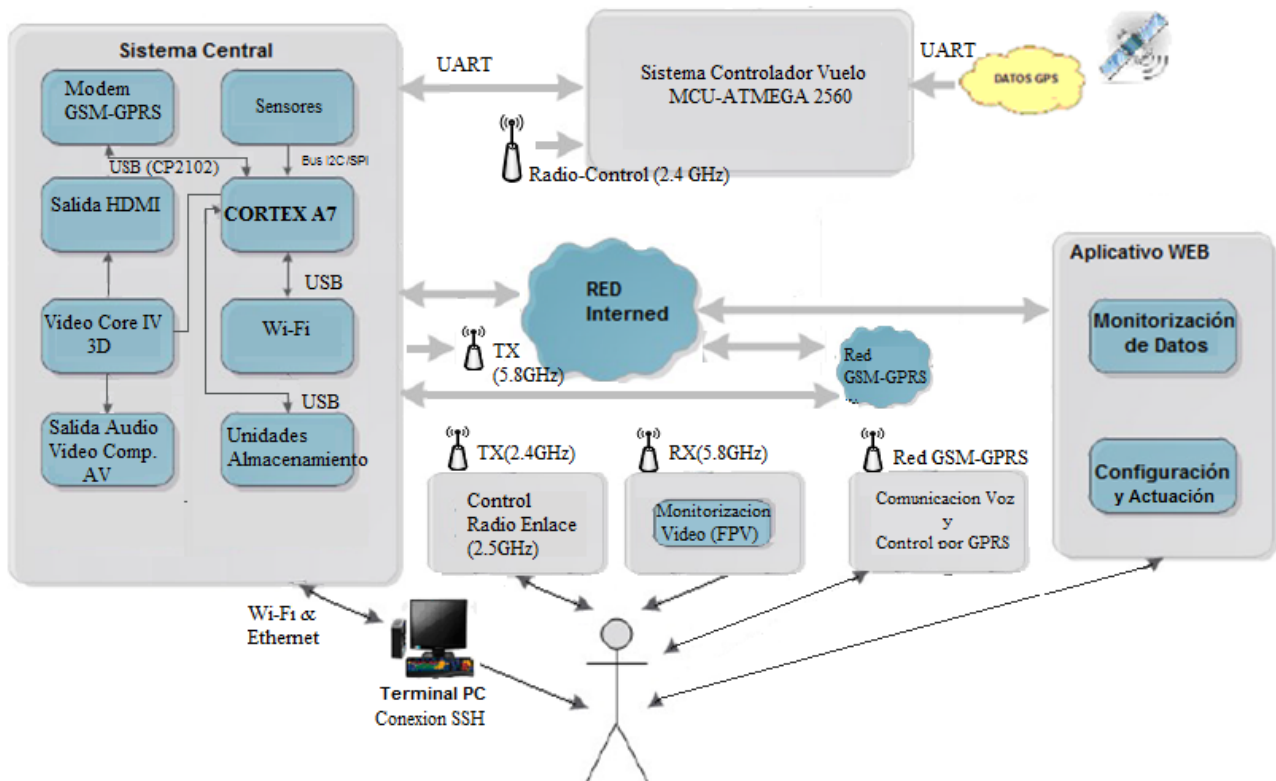 Sistema Central
Modem
GSM-GPRS
Sensores
USB (CP2102)
Bus I2C/SPI
Salida HDMI
CORTEX A7
USB
Video Core IV
3D
Wi-Fi
USB
Salida Audio
Video Comp.
AV
Unidades
Almacenamiento
UART
Sistema Controlador Vuelo
MCU-ATMEGA 2560
UART
DATOS GPS
Radio-Control (2.4 GHz)
RED
Interned
TX
(5.8GHz)
Red
GSM-GPRS
Aplicativo WEB
Monitorización
de Datos
Configuración
y Actuación
TX(2.4GHz)
Control
Radio Enlace
(2.5GHz)
RX(5.8GHz)
Monitorizacion
Video (FPV)
Red GSM-GPRS
Comunicacion Voz
y
Control por GPRS
Wi-Fi &
Ethernet
Terminal PC
Conexion SSH